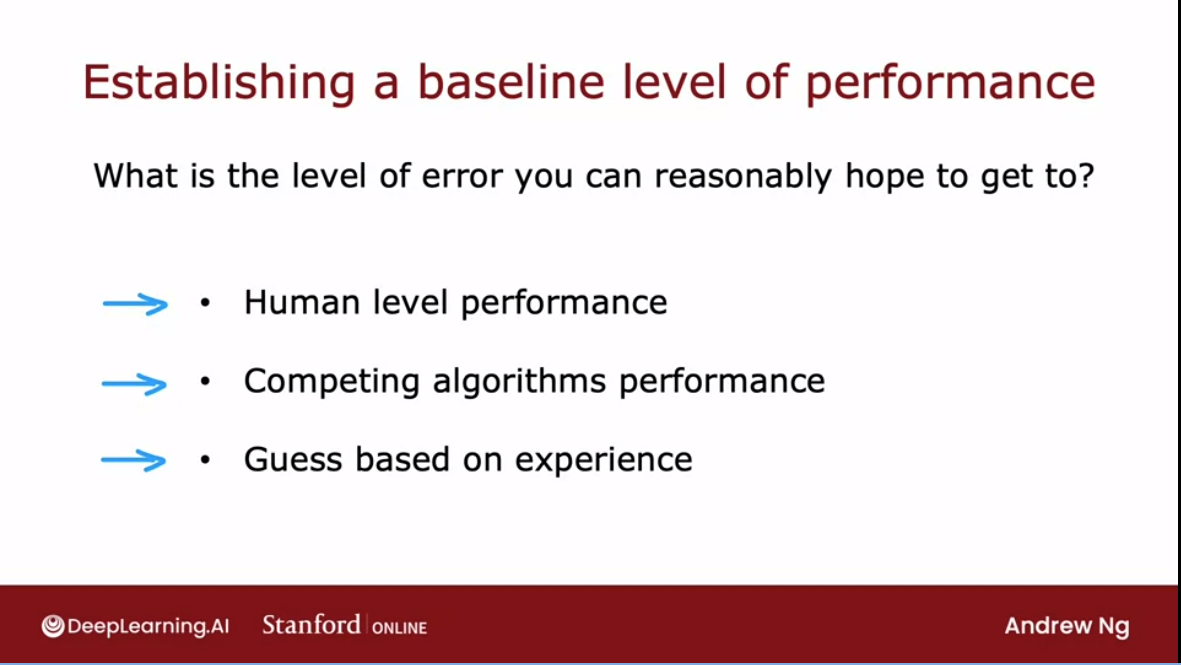 Establishing a baseline level of performance
What is the level of error you can reasonably hope to get to?
• Human level performance
• Competing algorithms performance
• Guess based on experience
DeepLearning.AI Stanford | ONLINE Andrew Ng